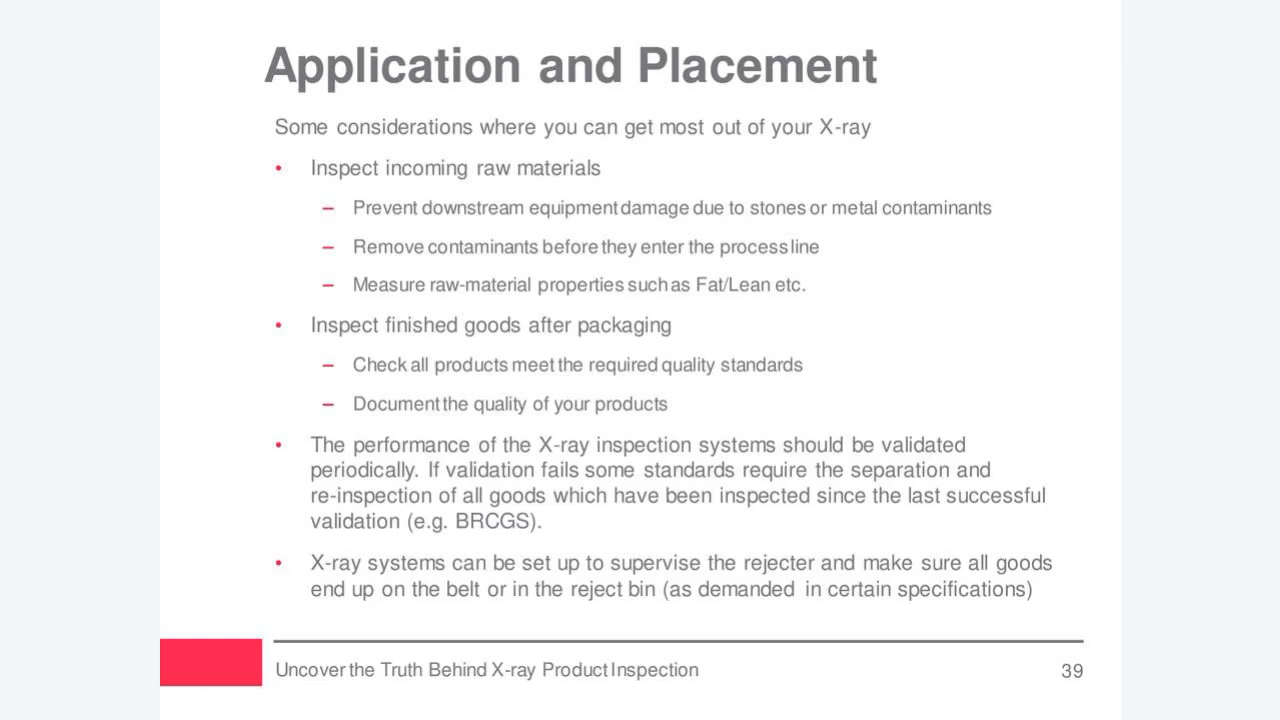 Application and Placement
Some considerations where you can get most out of your X-ray
• Inspect incoming raw materials
– Prevent downstream equipment damage due to stones or metal contaminants
– Remove contaminants before they enter the process line
– Measure raw-material properties such as Fat/Lean etc.
• Inspect finished goods after packaging
– Check all products meet the required quality standards
– Document the quality of your products
• The performance of the X-ray inspection systems should be validated
periodically. If validation fails some standards require the separation and
re-inspection of all goods which have been inspected since the last successful
validation (e.g. BRCGS).
• X-ray systems can be set up to supervise the rejecter and make sure all goods
end up on the belt or in the reject bin (as demanded in certain specifications)
Uncover the Truth Behind X-ray Product Inspection 39